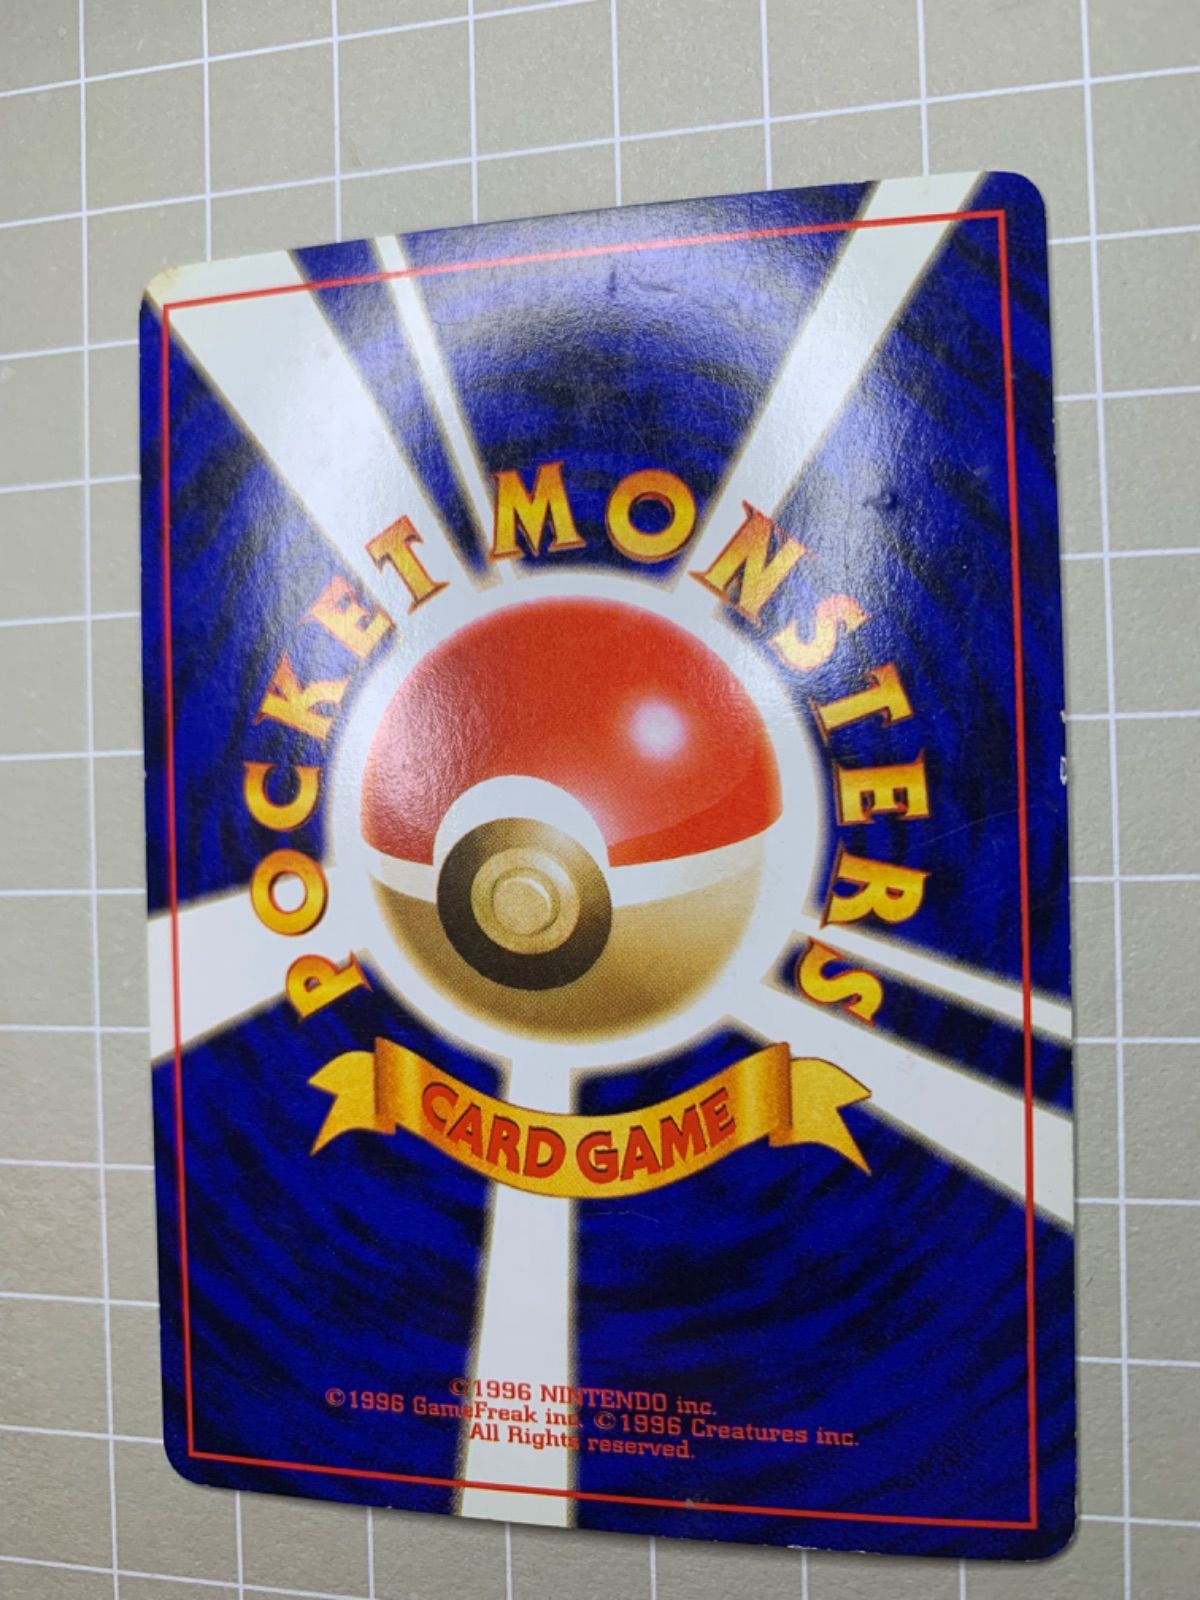 POCKET MONSTERS
CARD GAME
©1996 NINTENDO inc.
©1996 GameFreak inc. ©1996 Creatures inc.
All Rights reserved.